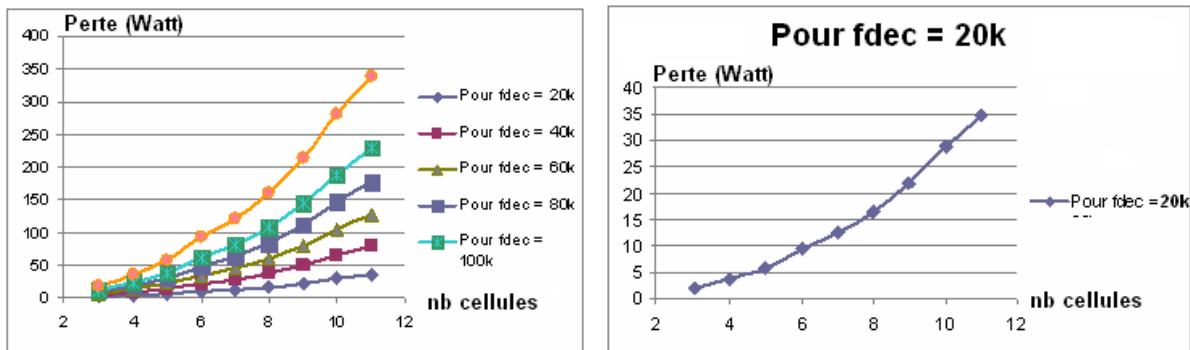 Perte (Watt)
400
350
300
250
200
150
100
50
0
2 4 6 8 10 12
nb cellules
Pour fdec = 20k
Pour fdec = 40k
Pour fdec = 60k
Pour fdec = 80k
Pour fdec =
100k
Pour fdec = 20k
Perte (Watt)
40
35
30
25
20
15
10
5
0
2 4 6 8 10 12
nb cellules
Pour fdec = 20k